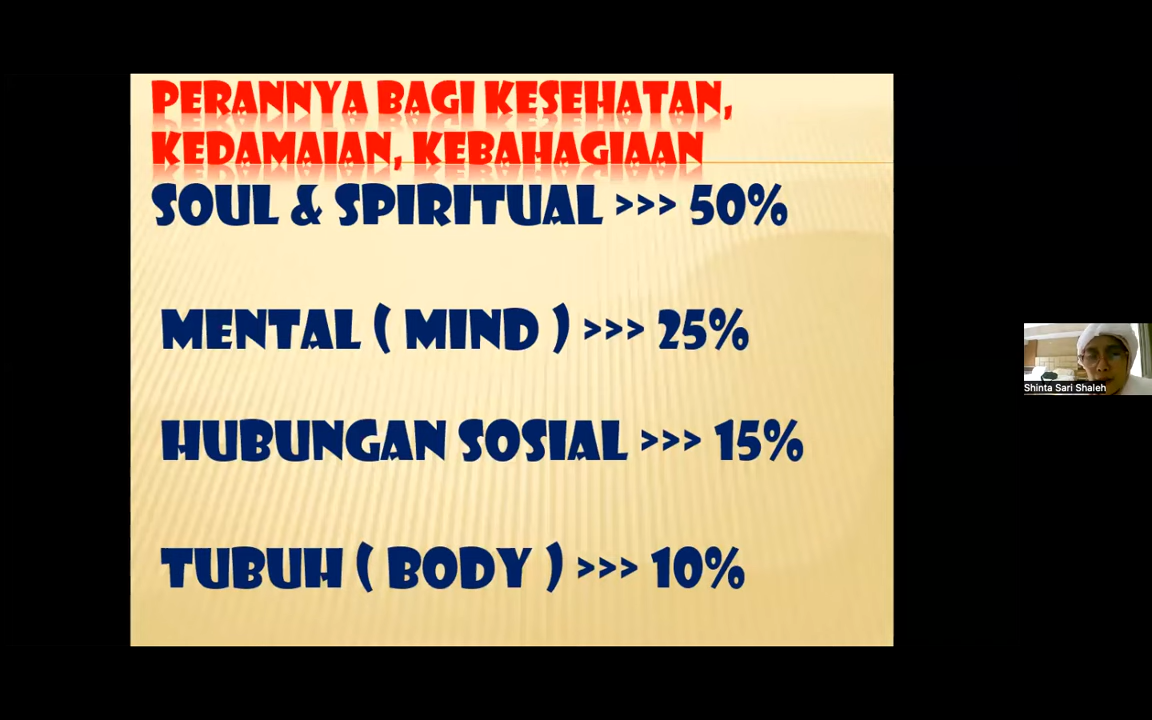 PERANNYA BAGI KESEHATAN,
KEDAMAIAN, KEBAHAGIAAN
SOUL & SPIRITUAL >>> 50%
MENTAL ( MIND ) >>> 25%
HUBUNGAN SOSIAL >>> 15%
TUBUH ( BODY ) >>> 10%
Shinta Sari Shaleh